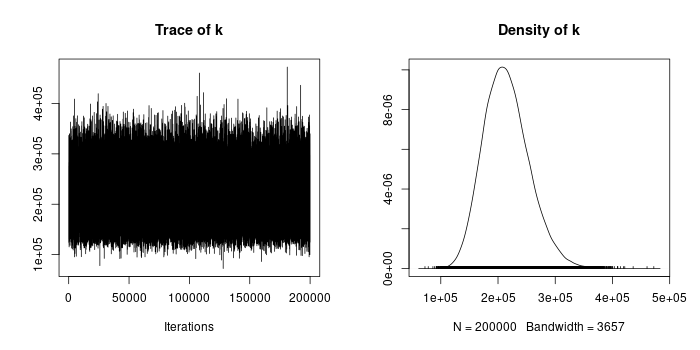 Trace of k
4e+05
3e+05
2e+05
1e+05
0
50000
100000
150000
200000
Iterations
Density of k
8e-06
4e-06
0e+00
1e+05
2e+05
3e+05
4e+05
5e+05
N = 200000 Bandwidth = 3657